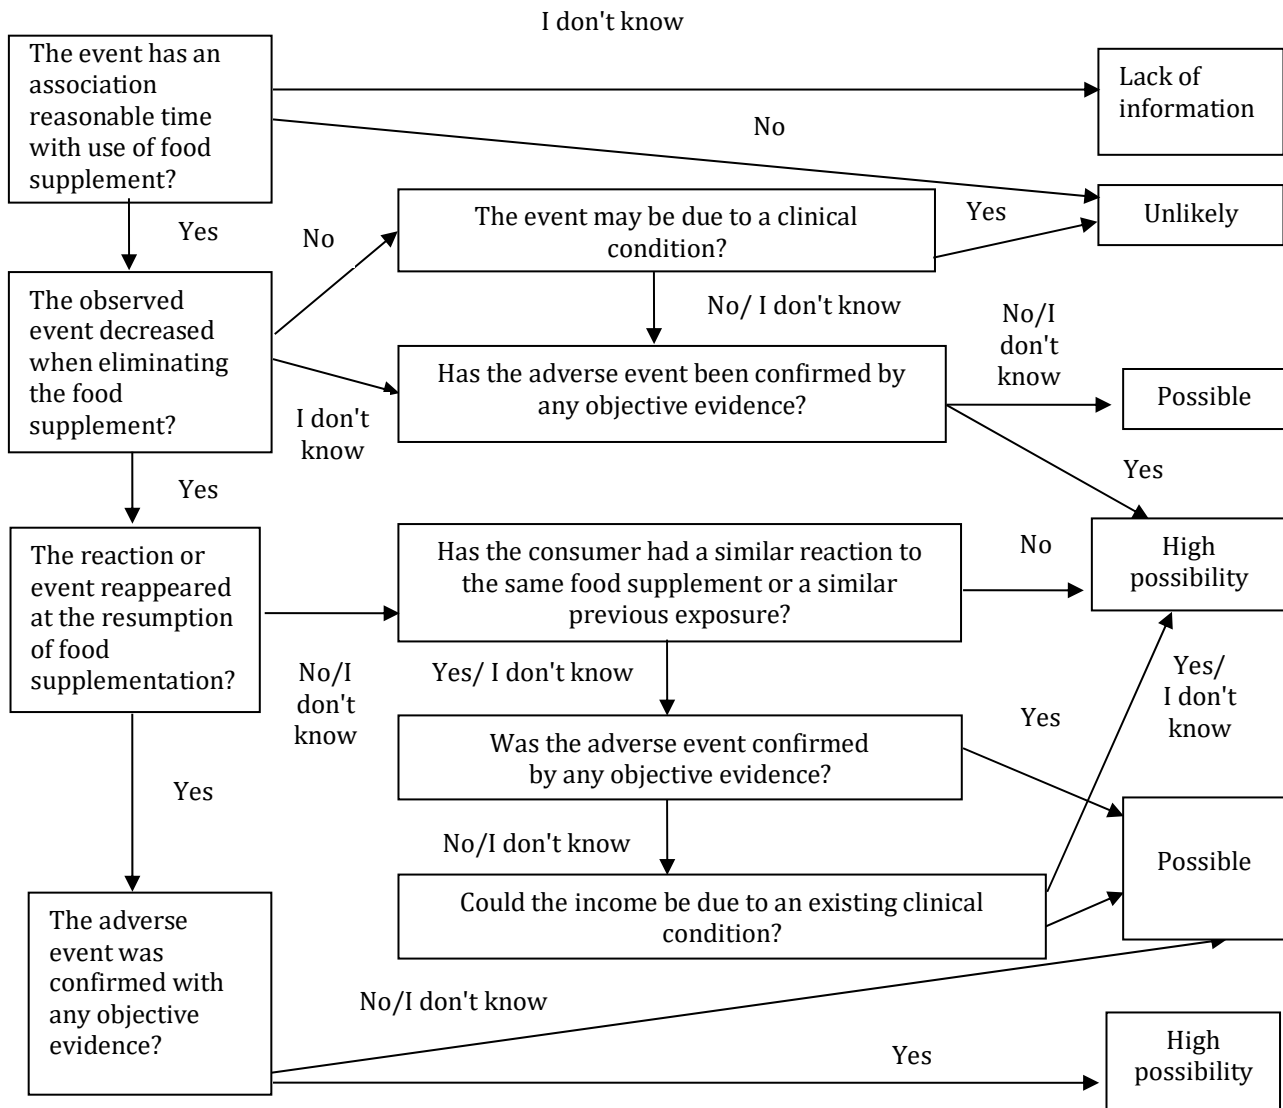 I don't know
The event has an
association
reasonable time
with use of food
supplement?
Lack of
information
No
Unlikely
Yes
No
The event may be due to a clinical
condition?
Yes
The observed
event decreased
when eliminating
the food
supplement?
No/ I don't know
No/I
don't
know
I don't
know
Has the adverse event been confirmed by
any objective evidence?
Possible
Yes
Yes
The reaction or
event reappeared
at the resumption
of food
supplementation?
Has the consumer had a similar reaction to
the same food supplement or a similar
previous exposure?
No
High
possibility
No/I
don't
know
Yes/ I don't know
Yes/
I don't
know
Was the adverse event confirmed
by any objective evidence?
Yes
Yes
No/I don't know
Possible
Could the income be due to an existing clinical
condition?
The adverse
event was
confirmed with
any objective
evidence?
No/I don't know
Yes
High
possibility